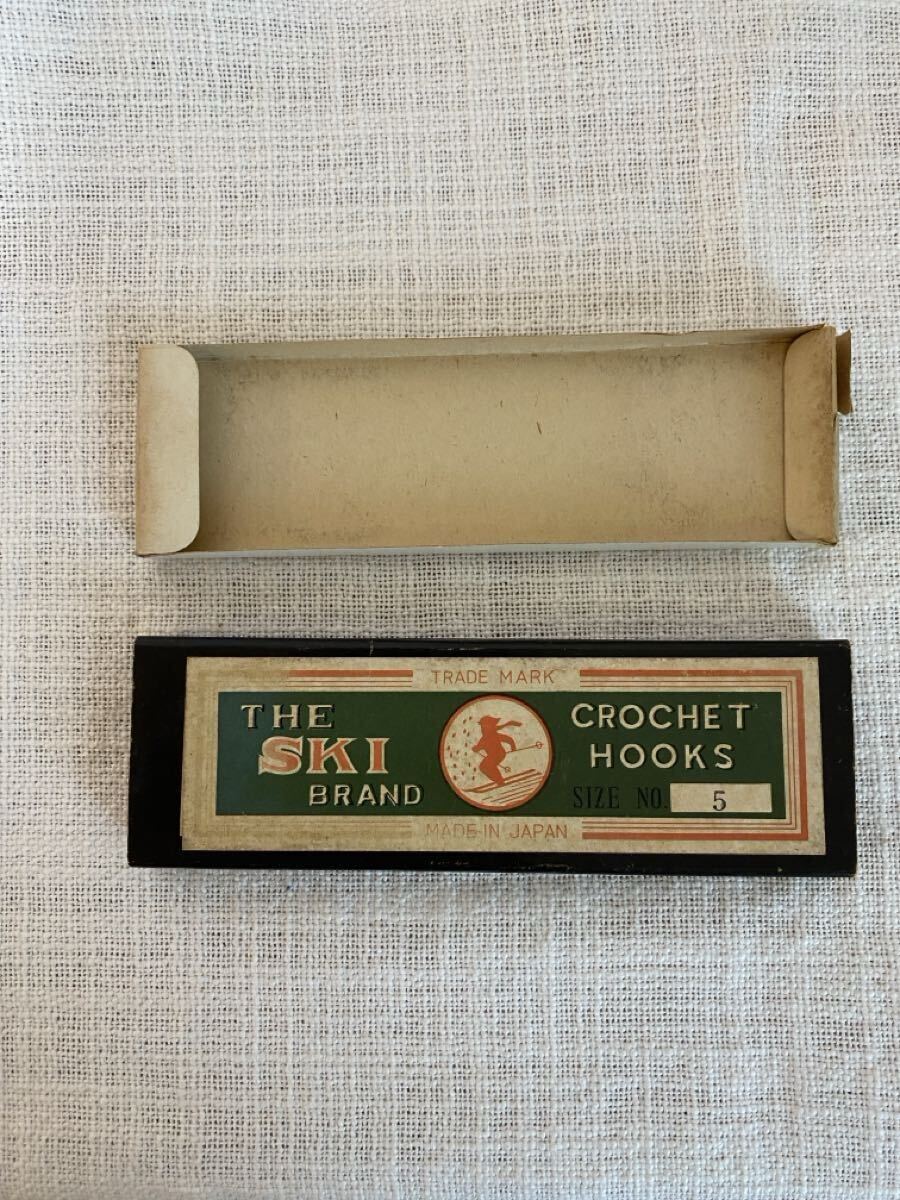 TRADE MARK
THE
SKI
BRAND
CROCHET
HOOKS
SIZE NO. 5
MADE IN JAPAN